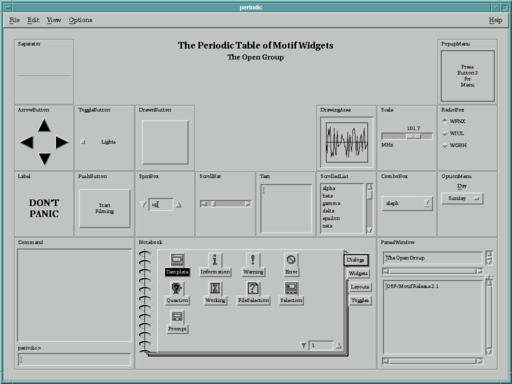 periodic
File Edit View Options Help
Separator
The Periodic Table of Motif Widgets
The Open Group
PopupMenu
Press
Button3
for
Menu
ArrowButton
ToggleButton
Lights
DrawnButton
DrawingArea
Scale
101.7
MHz
RadioBox
WFNX
WIUL
WGBH
Label
DON'T
PANIC
PushButton
Start
Filming
SpinBox
ScrollBar
Text
ScrolledList
alpha
beta
gamma
delta
epsilon
zeta
ComboBox
aleph
OptionMenu
Day
Sunday
Command
periodic>
Notebook
Template
Information
Warning
Error
Question
Working
FileSelection
Selection
Prompt
Dialogs
Widgets
Layouts
Toggles
1
PanedWindow
The Open Group
OSF/Motif Release 2.1